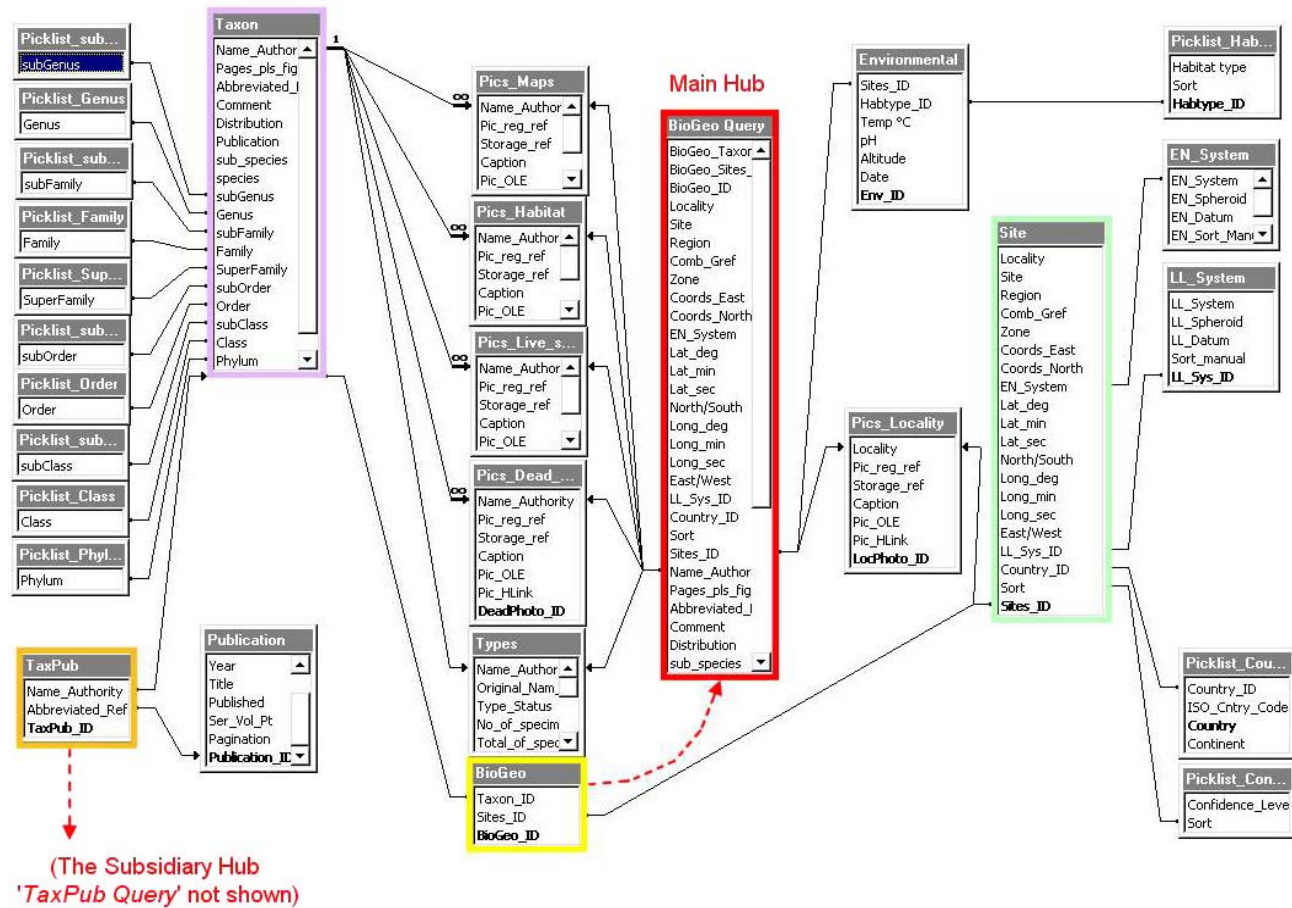 Picklist_sub...
subGenus
Picklist_Genus
Genus
Picklist_sub...
subFamily
Picklist_Family
Family
Picklist_Sup...
SuperFamily
Picklist_sub...
subOrder
Picklist_Order
Order
Picklist_sub...
subClass
Picklist_Class
Class
Picklist_Phyl...
Phylum
TaxPub
Name_Authority
Abbreviated_Ref
TaxPub_ID
(The Subsidiary Hub
'TaxPub Query' not shown)
Taxon
Name_Author
Pages_pls_fig
Abbreviated_I
Comment
Distribution
Publication
sub_species
species
subGenus
Genus
subFamily
Family
SuperFamily
subOrder
Order
subClass
Class
Phylum
1
Publication
Year
Title
Published
Ser_Vol_Pt
Pagination
Publication_ID
∞
Pics_Maps
Name_Author
Pic_reg_ref
Storage_ref
Caption
Pic_OLE
∞
Pics_Habitat
Name_Author
Pic_reg_ref
Storage_ref
Caption
Pic_OLE
∞
Pics_Live_s...
Name_Author
Pic_reg_ref
Storage_ref
Caption
Pic_OLE
∞
Pics_Dead_...
Name_Authority
Pic_reg_ref
Storage_ref
Caption
Pic_OLE
Pic_HLink
DeadPhoto_ID
Types
Name_Author
Original_Nam
Type_Status
No_of_specim
Total_of_spec
BioGeo
Taxon_ID
Sites_ID
BioGeo_ID
Main Hub
BioGeo Query
BioGeo_Taxor
BioGeo_Sites_
BioGeo_ID
Locality
Site
Region
Comb_Gref
Zone
Coords_East
Coords_North
EN_System
Lat_deg
Lat_min
Lat_sec
North/South
Long_deg
Long_min
Long_sec
East/West
LL_Sys_ID
Country_ID
Sort
Sites_ID
Name_Author
Pages_pls_fig
Abbreviated_I
Comment
Distribution
sub_species
Environmental
Sites_ID
Habtype_ID
Temp °C
pH
Altitude
Date
Env_ID
Pics_Locality
Locality
Pic_reg_ref
Storage_ref
Caption
Pic_OLE
Pic_HLink
LocPhoto_ID
Site
Locality
Site
Region
Comb_Gref
Zone
Coords_East
Coords_North
EN_System
Lat_deg
Lat_min
Lat_sec
North/South
Long_deg
Long_min
Long_sec
East/West
LL_Sys_ID
Country_ID
Sort
Sites_ID
Picklist_Hab...
Habitat type
Sort
Habtype_ID
EN_System
EN_System
EN_Spheroid
EN_Datum
EN_Sort_Manu
LL_System
LL_System
LL_Spheroid
LL_Datum
Sort_manual
LL_Sys_ID
Picklist_Cou...
Country_ID
ISO_Cntry_Code
Country
Continent
Picklist_Con...
Confidence_Leve
Sort